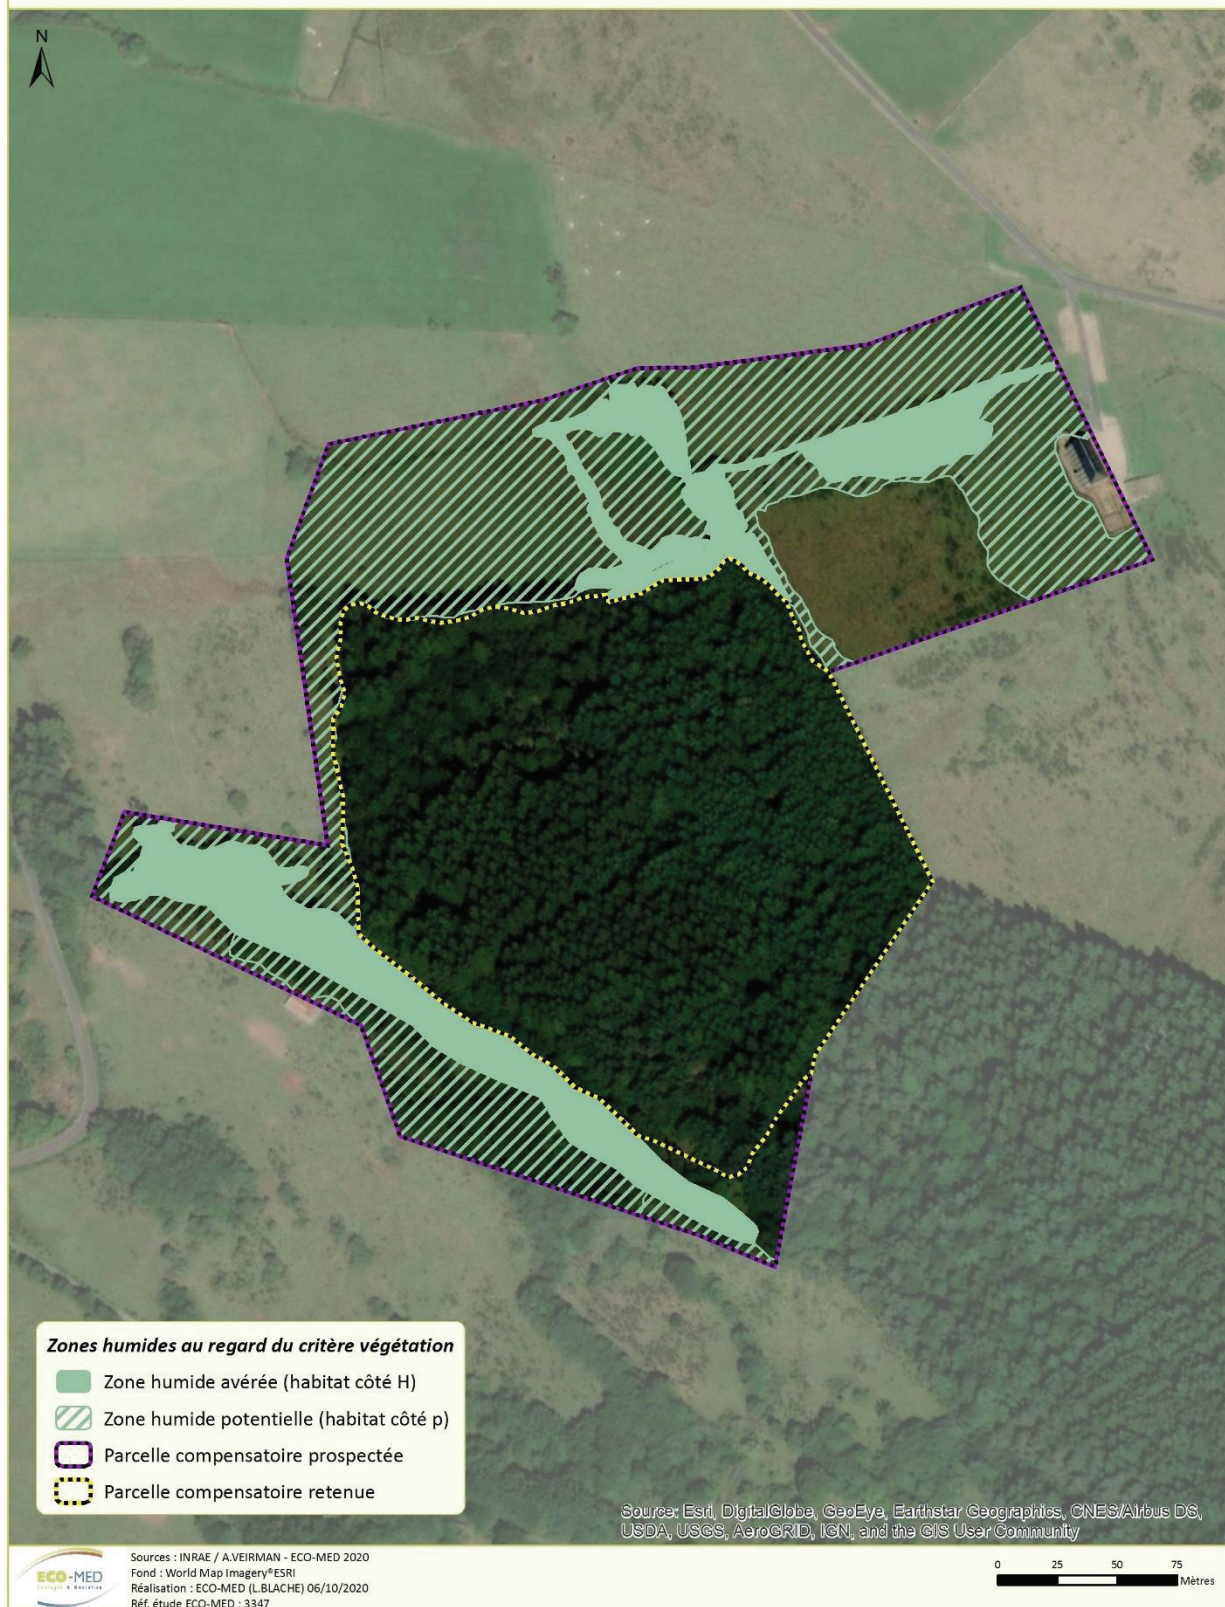 N
Zones humides au regard du critère végétation
Zone humide avérée (habitat côté H)
Zone humide potentielle (habitat côté p)
Parcelle compensatoire prospectée
Parcelle compensatoire retenue
Source: Esri, DigitalGlobe, GeoEye, Earthstar Geographics, CNES/Airbus DS,
USDA, USGS, AeroGRID, IGN, and the GIS User Community
ECO-MED
Ecologie & Médiation
Sources : INRAE / A.VEIRMAN - ECO-MED 2020
Fond : World Map Imagery®ESRI
Réalisation : ECO-MED (L.BLACHE) 06/10/2020
Réf. étude ECO-MED : 3347
0 25 50 75
Mètres